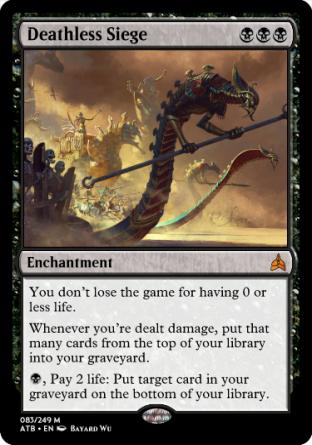 Deathless Siege
Enchantment
You don't lose the game for having 0 or
less life.
Whenever you're dealt damage, put that
many cards from the top of your library
into your graveyard.
, Pay 2 life: Put target card in your
graveyard on the bottom of your library.
083/249 M
ATB • EN Bayard Wu